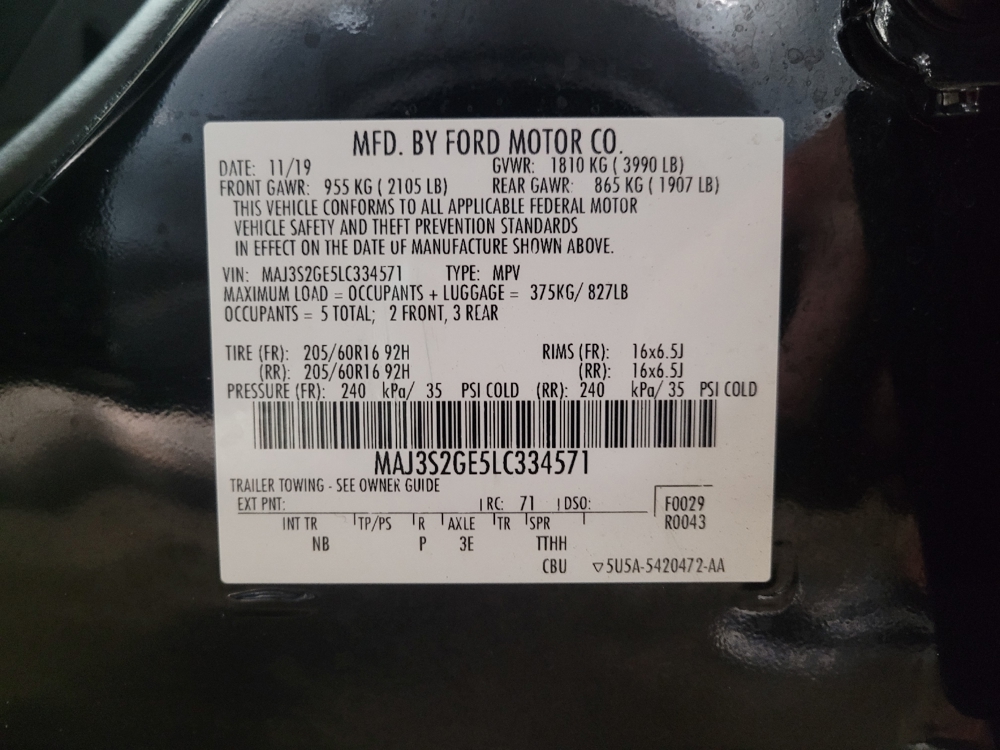 MFD. BY FORD MOTOR CO.
DATE: 11/19 GVWR: 1810 KG ( 3990 LB)
FRONT GAWR: 955 KG ( 2105 LB) REAR GAWR: 865 KG ( 1907 LB)
THIS VEHICLE CONFORMS TO ALL APPLICABLE FEDERAL MOTOR
VEHICLE SAFETY AND THEFT PREVENTION STANDARDS
IN EFFECT ON THE DATE OF MANUFACTURE SHOWN ABOVE.
VIN: MAJ3S2GE5LC334571 TYPE: MPV
MAXIMUM LOAD = OCCUPANTS + LUGGAGE = 375KG/ 827LB
OCCUPANTS = 5 TOTAL; 2 FRONT, 3 REAR
TIRE (FR): 205/60R16 92H RIMS (FR): 16x6.5J
(RR): 205/60R16 92H (RR): 16x6.5J
PRESSURE (FR): 240 kPa/ 35 PSI COLD (RR): 240 kPa/ 35 PSI COLD
MAJ3S2GE5LC334571
TRAILER TOWING - SEE OWNER GUIDE
EXT PNT: RC: 71 DSO: F0029
INT TR TP/PS R AXLE TR SPR R0043
NB P 3E TTHH
CBU ▽5U5A-5420472-AA